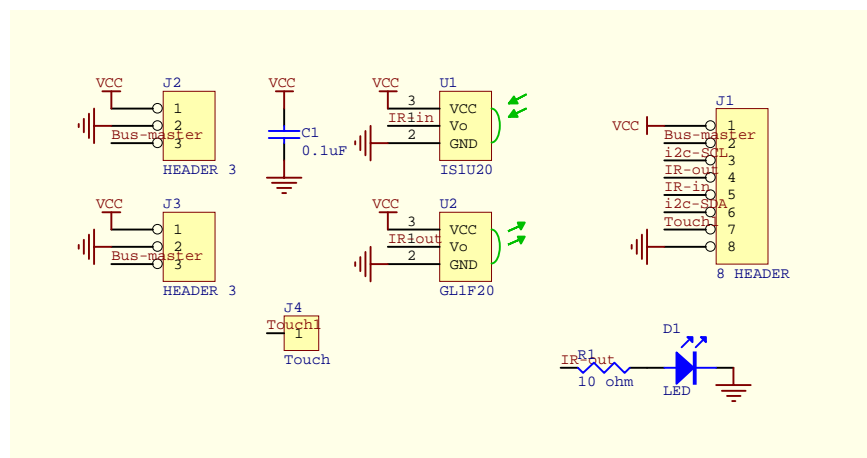 VCC
J2
1
2
Bus-master
3
HEADER 3
VCC
C1
0.1uF
VCC
U1
3
VCC
IR-in
1
Vo
2
GND
IS1U20
J1
VCC
1
Bus-master
2
i2c-SCL
3
IR-out
4
IR-in
5
i2c-SDA
6
Touch1
7
8
8 HEADER
VCC
J3
1
2
Bus-master
3
HEADER 3
VCC
U2
3
VCC
IR-out
1
Vo
2
GND
GL1F20
J4
Touch1
1
Touch
D1
R1
IR-out
10 ohm
LED